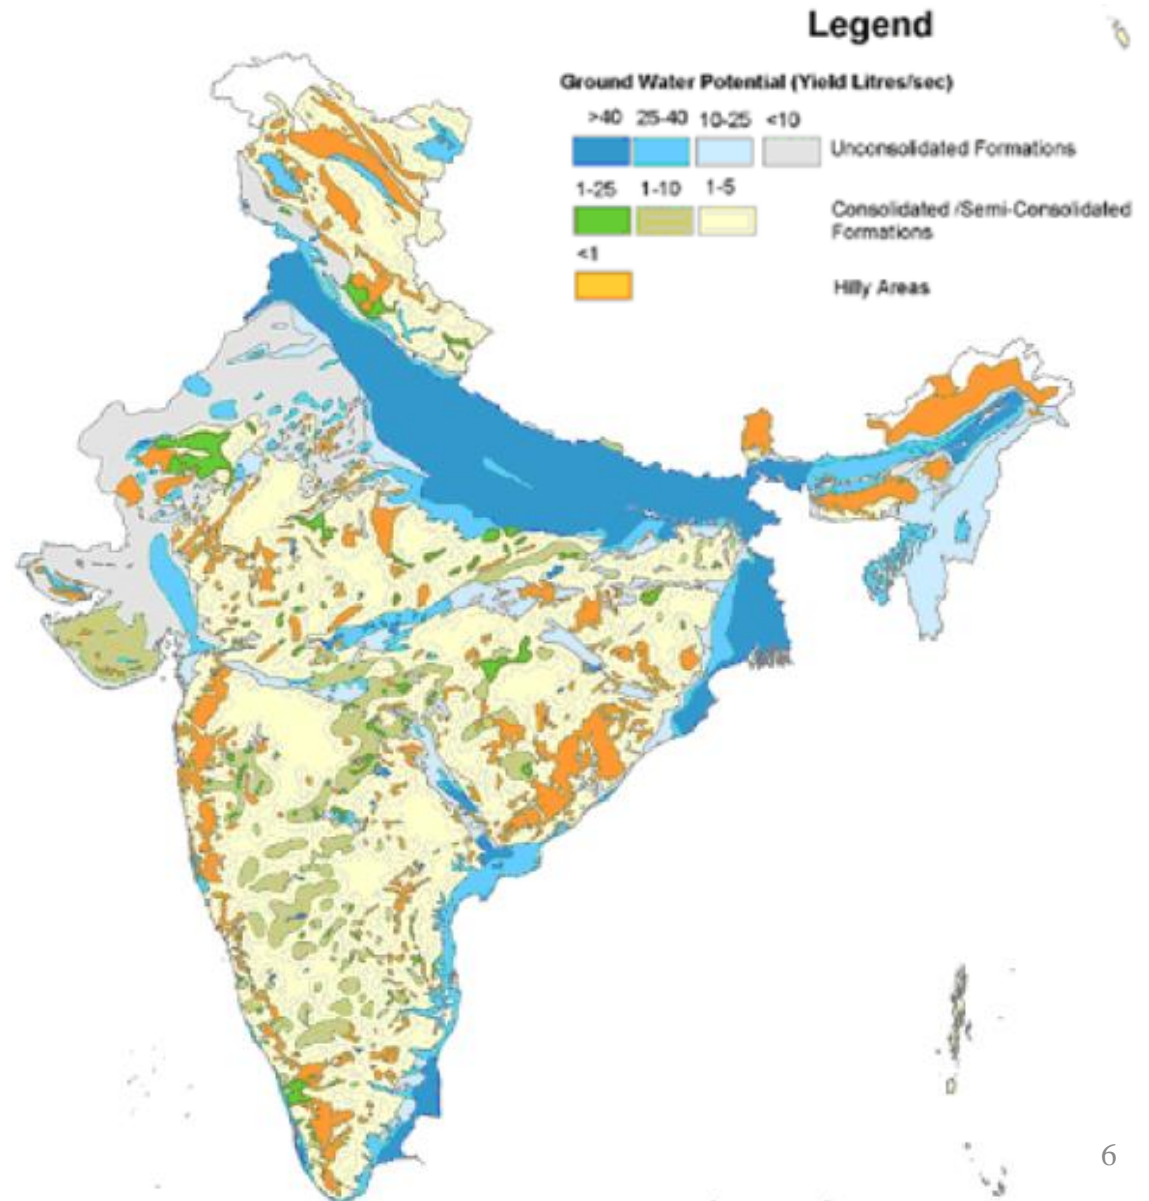 Legend
Ground Water Potential (Yield Litres/sec)
>40 25-40 10-25 <10
Unconsolidated Formations
1-25 1-10 1-5
Consolidated /Semi-Consolidated
Formations
<1
Hilly Areas
6